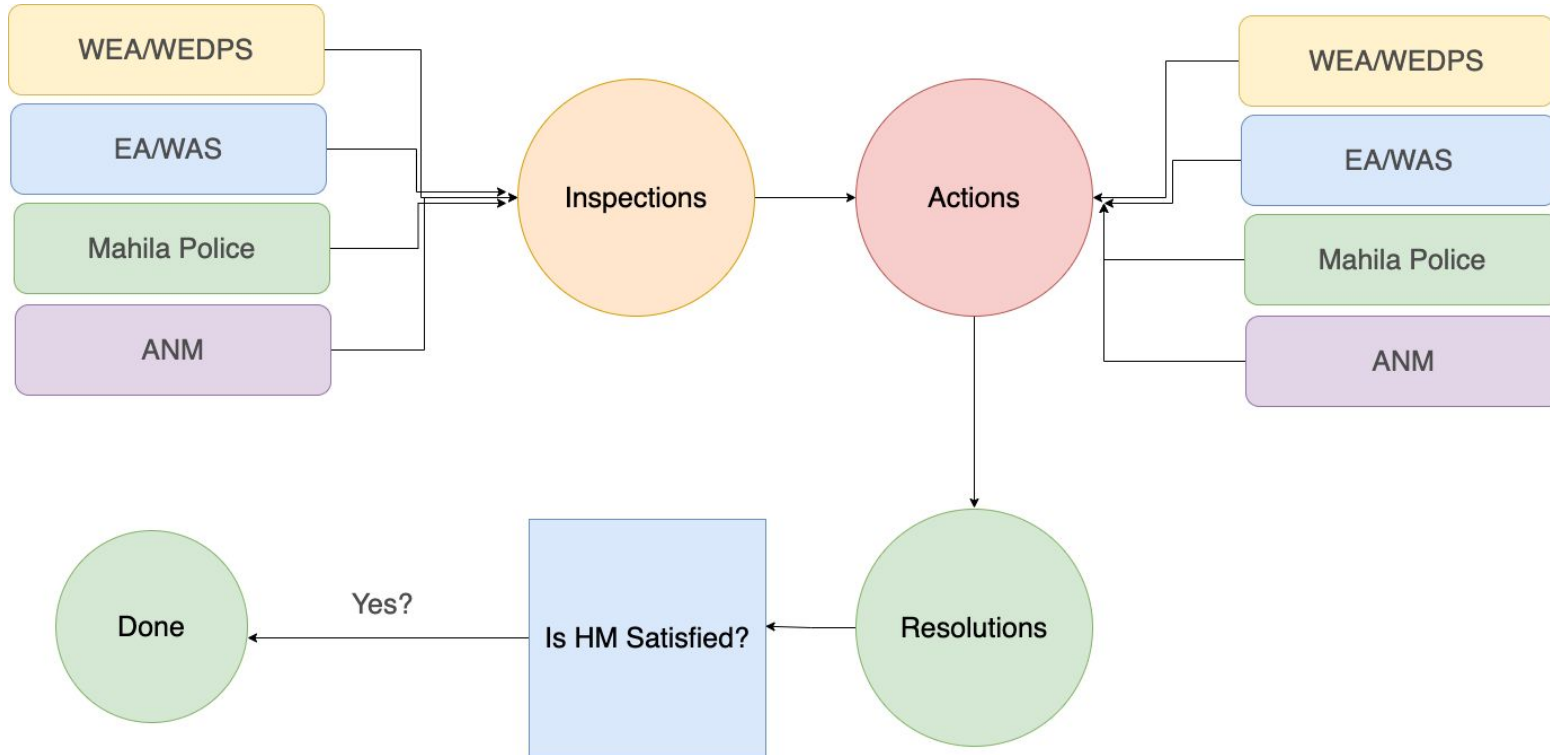 WEA/WEDPS
EA/WAS
Mahila Police
ANM
Inspections
Actions
WEA/WEDPS
EA/WAS
Mahila Police
ANM
Done
Yes?
Is HM Satisfied?
Resolutions